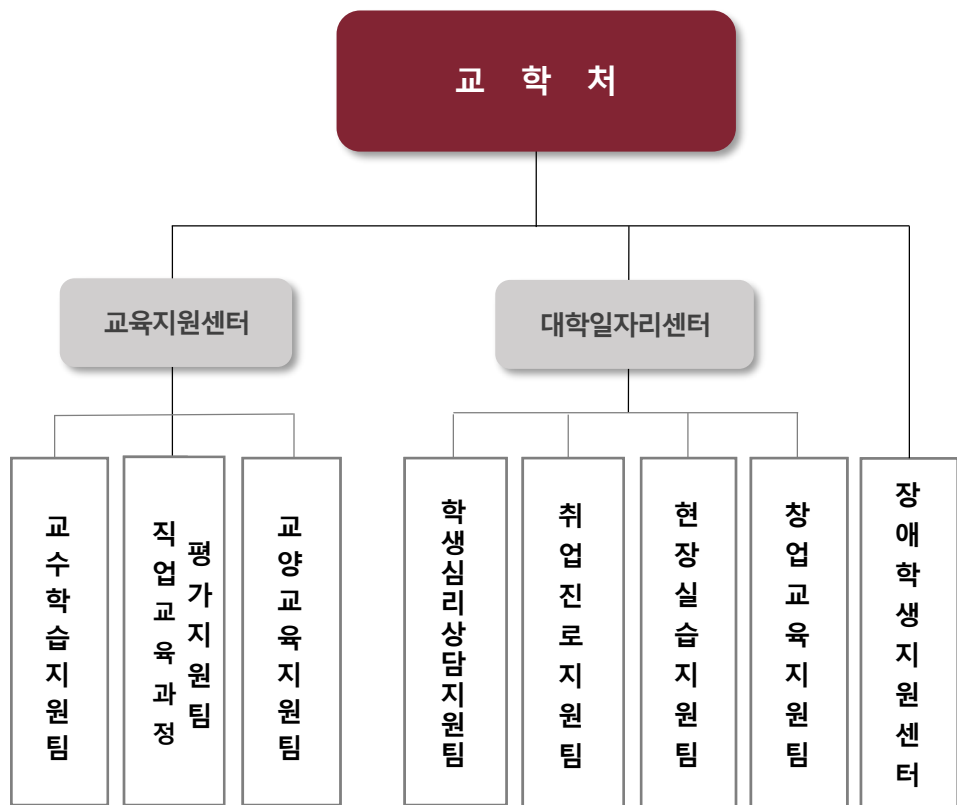 교 학 처
교육지원센터
대학일자리센터
교수학습지원팀
직업교육과정
평가지원팀
교양교육지원팀
학생심리상담지원팀
취업진로지원팀
현장실습지원팀
창업교육지원팀
장애학생지원센터